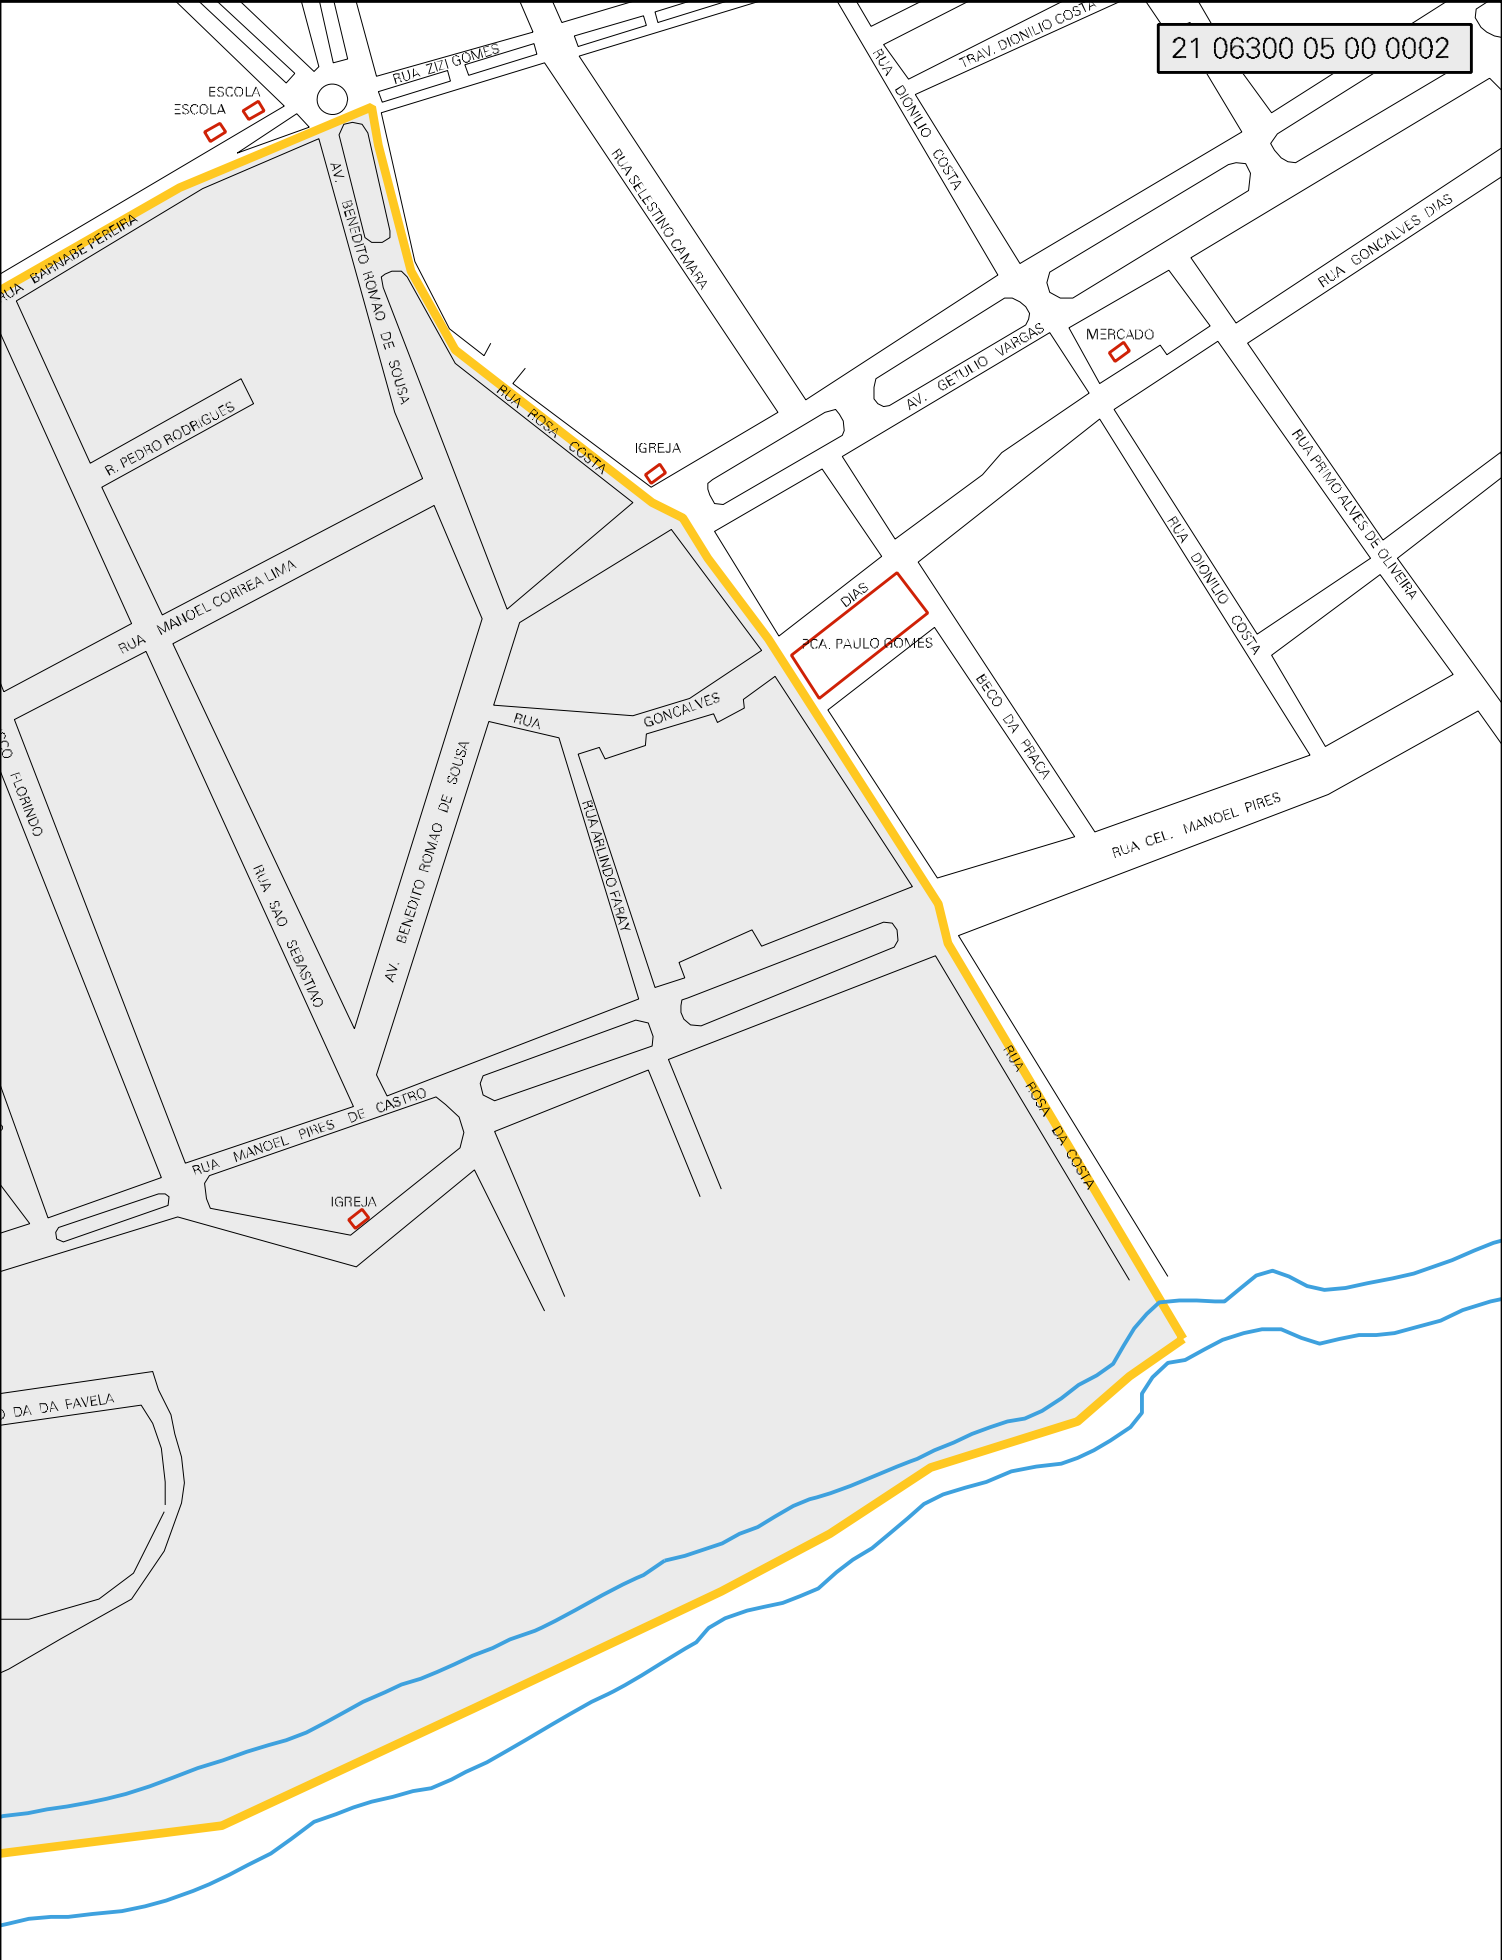 21 06300 05 00 0002
TRAV. DIONILIO COSTA
RUA ZIZI GOMES
RUA DIONILIO COSTA
ESCOLA
ESCOLA
RUA SELESTINO CAMARA
AV. BENEDITO ROMAO DE SOUSA
RUA BARNABE PEREIRA
RUA GONCALVES DIAS
MERCADO
AV. GETULIO VARGAS
RUA ROSA COSTA
R. PEDRO RODRIGUES
IGREJA
RUA PRIMO ALVES DE OLIVEIRA
RUA DIONILIO COSTA
RUA MANOEL CORREA LIMA
DIAS
PCA. PAULO GOMES
BECO DA PRACA
RUA GONCALVES
FLORINDO
AV. BENEDITO ROMAO DE SOUSA
RUA ARLINDO FARAY
RUA CEL. MANOEL PIRES
RUA SAO SEBASTIAO
RUA ROSA DA COSTA
RUA MANOEL PIRES DE CASTRO
IGREJA
DA DA FAVELA